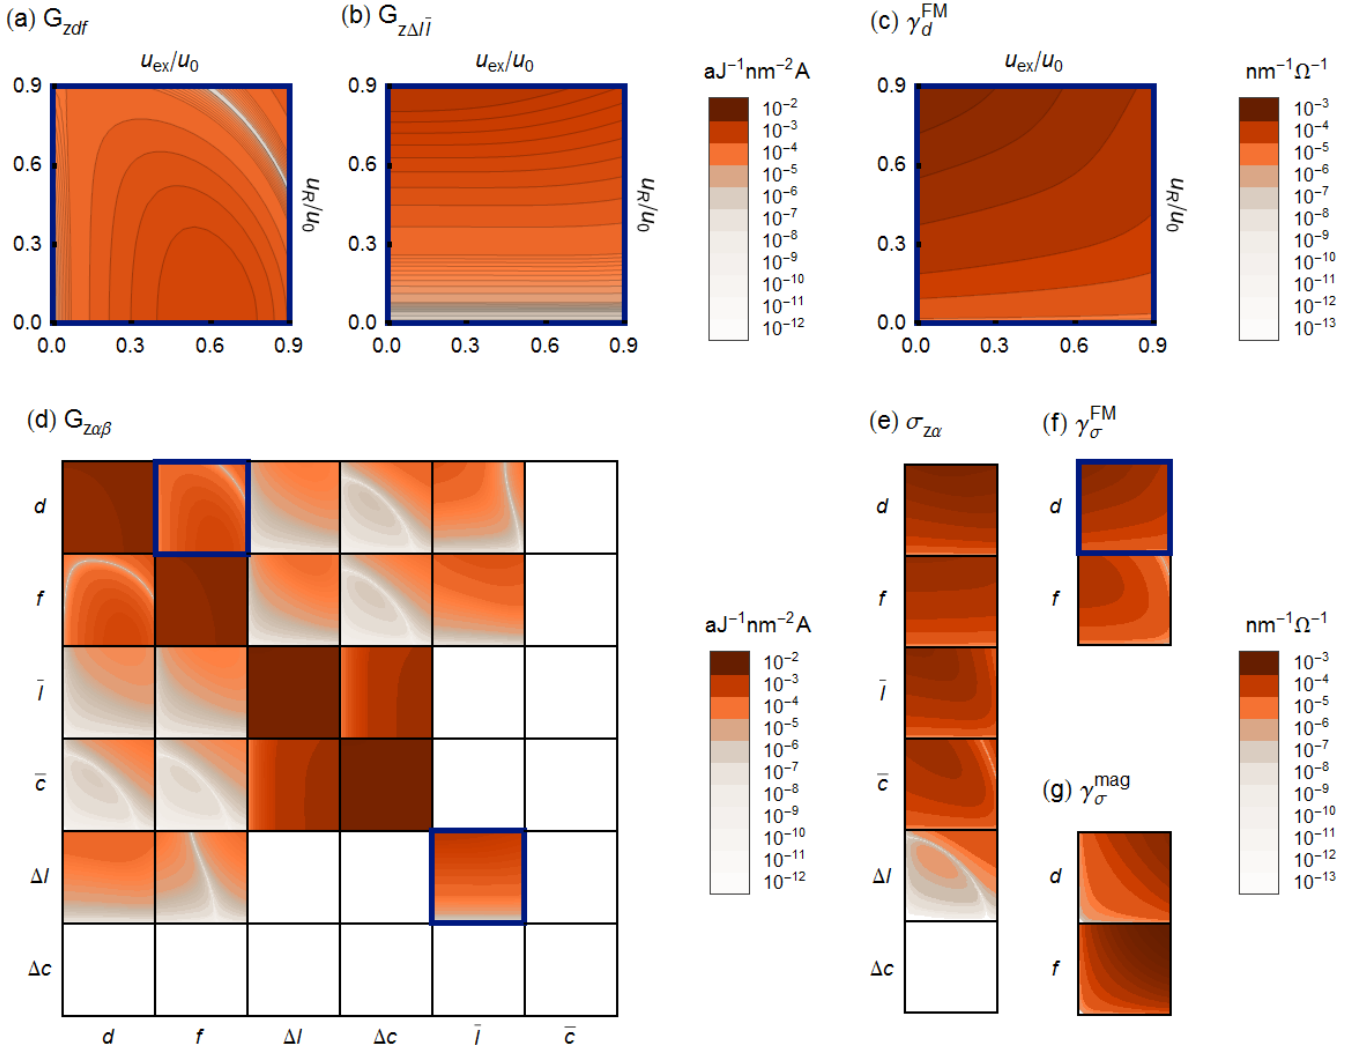 (a) G_zdf
(b) G_zΔl l̄
(c) γ_d^FM
u_ex/u_0
u_ex/u_0
u_ex/u_0
aJ⁻¹nm⁻²A
nm⁻¹Ω⁻¹
0.9
0.6
0.3
0.0
0.0 0.3 0.6 0.9
u_R/u_0
0.9
0.6
0.3
0.0
0.0 0.3 0.6 0.9
u_R/u_0
10⁻²
10⁻³
10⁻⁴
10⁻⁵
10⁻⁶
10⁻⁷
10⁻⁸
10⁻⁹
10⁻¹⁰
10⁻¹¹
10⁻¹²
0.9
0.6
0.3
0.0
0.0 0.3 0.6 0.9
u_R/u_0
10⁻³
10⁻⁴
10⁻⁵
10⁻⁶
10⁻⁷
10⁻⁸
10⁻⁹
10⁻¹⁰
10⁻¹¹
10⁻¹²
10⁻¹³
(d) G_zαβ
d
f
l̄
c̄
Δl
Δc
d f Δl Δc l̄ c̄
aJ⁻¹nm⁻²A
10⁻²
10⁻³
10⁻⁴
10⁻⁵
10⁻⁶
10⁻⁷
10⁻⁸
10⁻⁹
10⁻¹⁰
10⁻¹¹
10⁻¹²
(e) σ_zα
d
f
l̄
c̄
Δl
Δc
(f) γ_σ^FM
d
f
(g) γ_σ^mag
d
f
nm⁻¹Ω⁻¹
10⁻³
10⁻⁴
10⁻⁵
10⁻⁶
10⁻⁷
10⁻⁸
10⁻⁹
10⁻¹⁰
10⁻¹¹
10⁻¹²
10⁻¹³